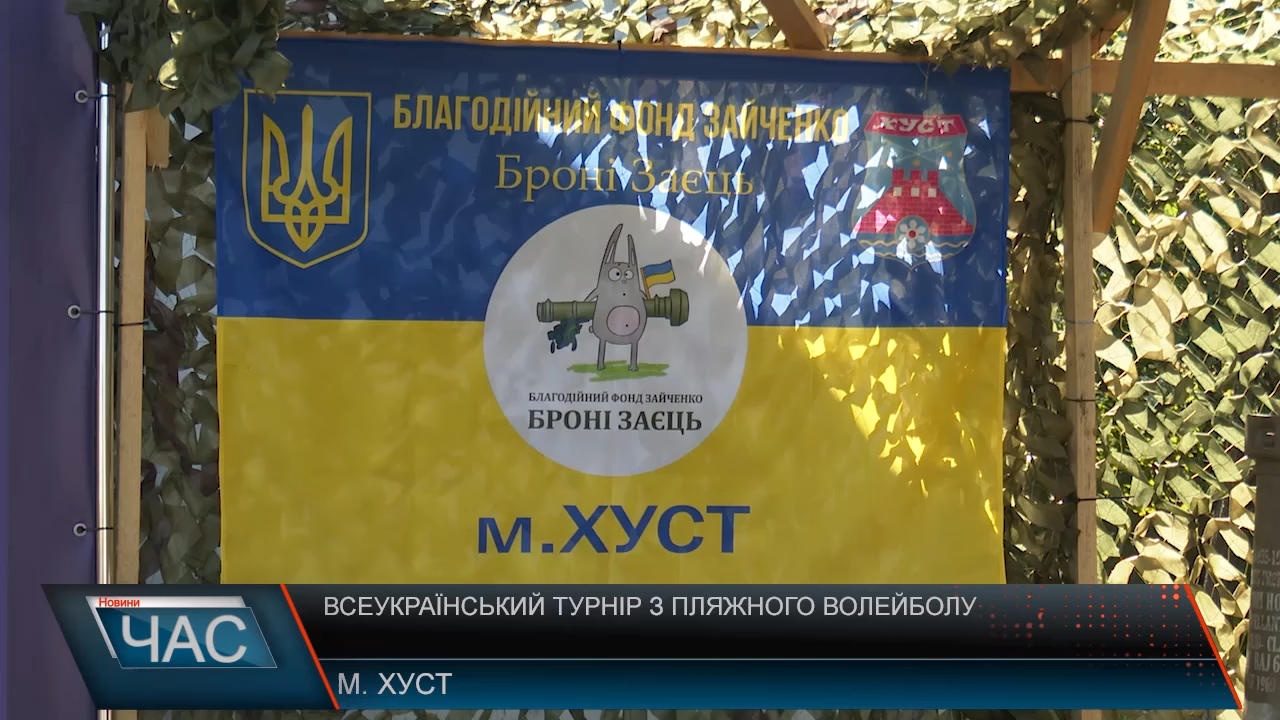 БЛАГОДІЙНИЙ ФОНД ЗАЙЧЕНКО
Броні Заєць
ХУСТ
БЛАГОДІЙНИЙ ФОНД ЗАЙЧЕНКО
БРОНІ ЗАЄЦЬ
м.ХУСТ
Новини
ЧАС
ВСЕУКРАЇНСЬКИЙ ТУРНІР З ПЛЯЖНОГО ВОЛЕЙБОЛУ
М. ХУСТ